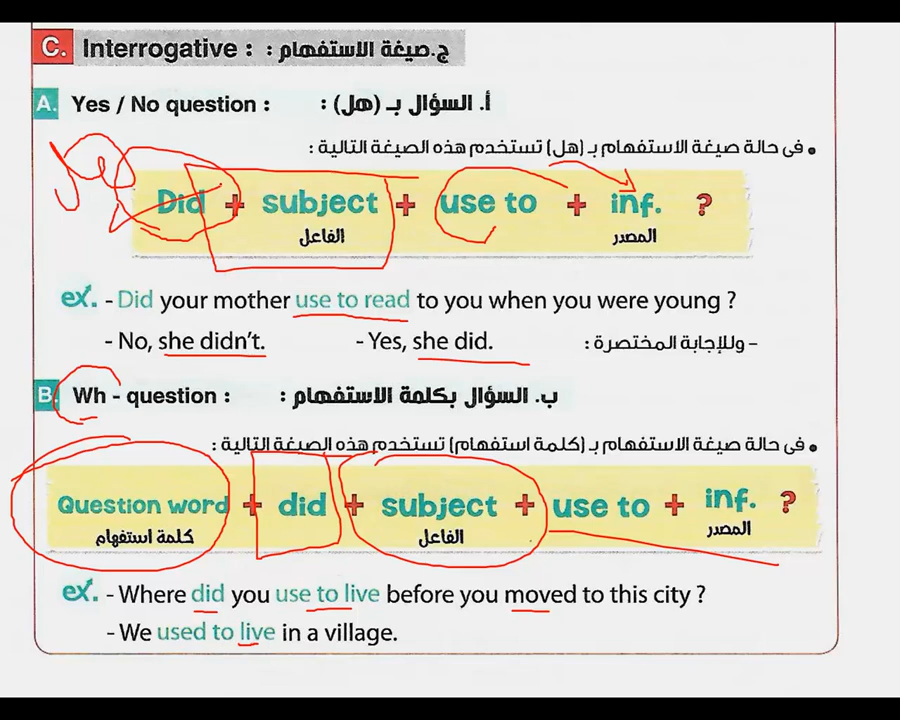 C. Interrogative : ج. صيغة الاستفهام :
A. Yes / No question : أ. السؤال بـ (هل) :
• فى حالة صيغة الاستفهام بـ (هل) تستخدم هذه الصيغة التالية :
Did + subject + use to + inf. ?
الفاعل المصدر
ex. - Did your mother use to read to you when you were young ?
- No, she didn't. - Yes, she did. - وللإجابة المختصرة :
B. Wh - question : ب. السؤال بكلمة الاستفهام :
• فى حالة صيغة الاستفهام بـ (كلمة استفهام) تستخدم هذه الصيغة التالية :
Question word + did + subject + use to + inf. ?
كلمة استفهام الفاعل المصدر
ex. - Where did you use to live before you moved to this city ?
- We used to live in a village.